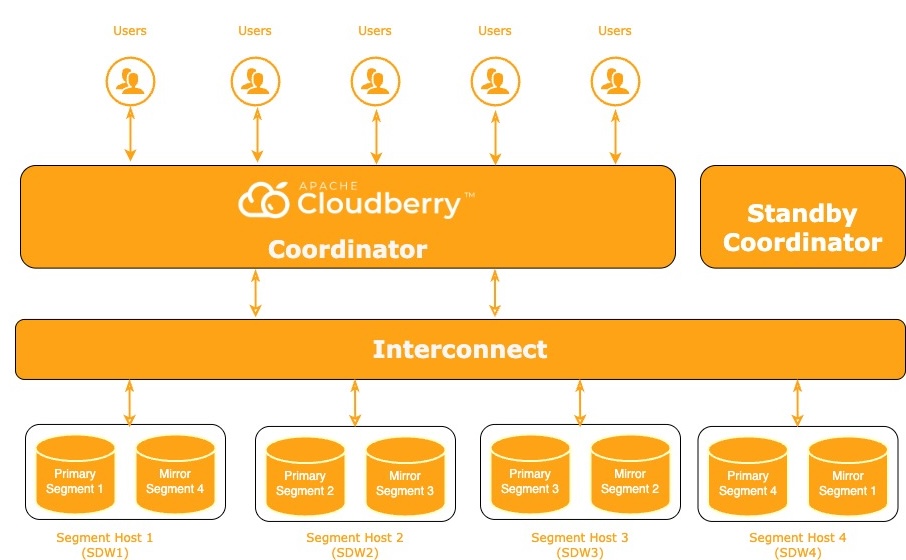 Users Users Users Users Users
APACHE
Cloudberry™
Coordinator
Standby
Coordinator
Interconnect
Primary
Segment 1
Mirror
Segment 4
Primary
Segment 2
Mirror
Segment 3
Primary
Segment 3
Mirror
Segment 2
Primary
Segment 4
Mirror
Segment 1
Segment Host 1
(SDW1)
Segment Host 2
(SDW2)
Segment Host 3
(SDW3)
Segment Host 4
(SDW4)